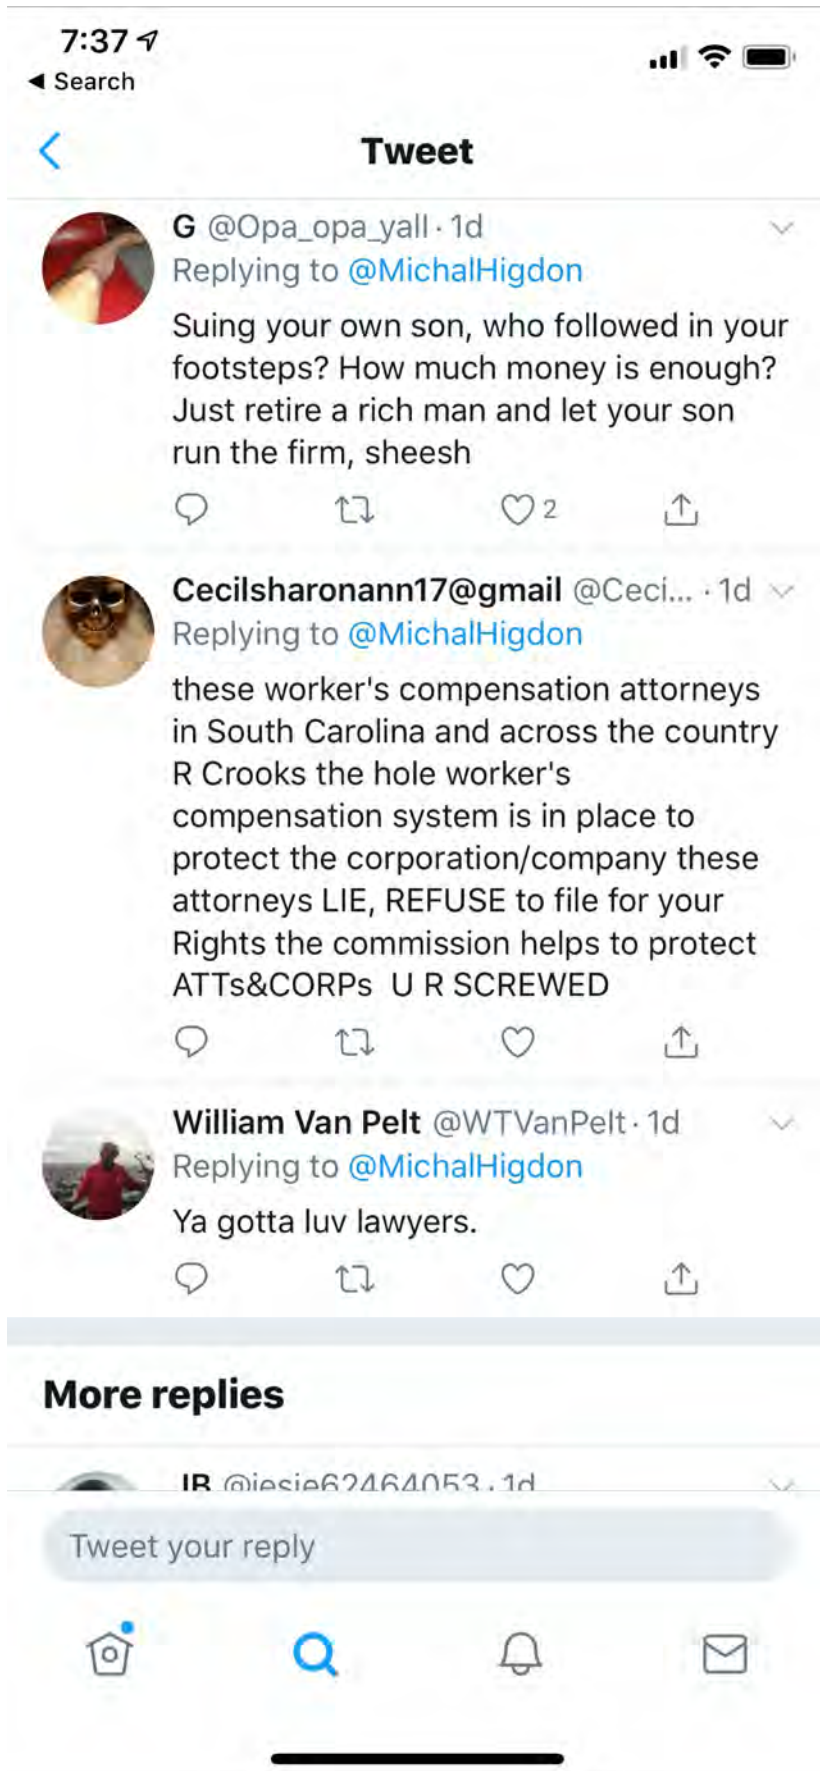 7:37
◀ Search
Tweet
G @Opa_opa_yall · 1d
Replying to @MichalHigdon
Suing your own son, who followed in your
footsteps? How much money is enough?
Just retire a rich man and let your son
run the firm, sheesh
2
Cecilsharonann17@gmail @Ceci... · 1d
Replying to @MichalHigdon
these worker's compensation attorneys
in South Carolina and across the country
R Crooks the hole worker's
compensation system is in place to
protect the corporation/company these
attorneys LIE, REFUSE to file for your
Rights the commission helps to protect
ATTs&CORPs  U R SCREWED
William Van Pelt @WTVanPelt · 1d
Replying to @MichalHigdon
Ya gotta luv lawyers.
More replies
· 1d
Tweet your reply